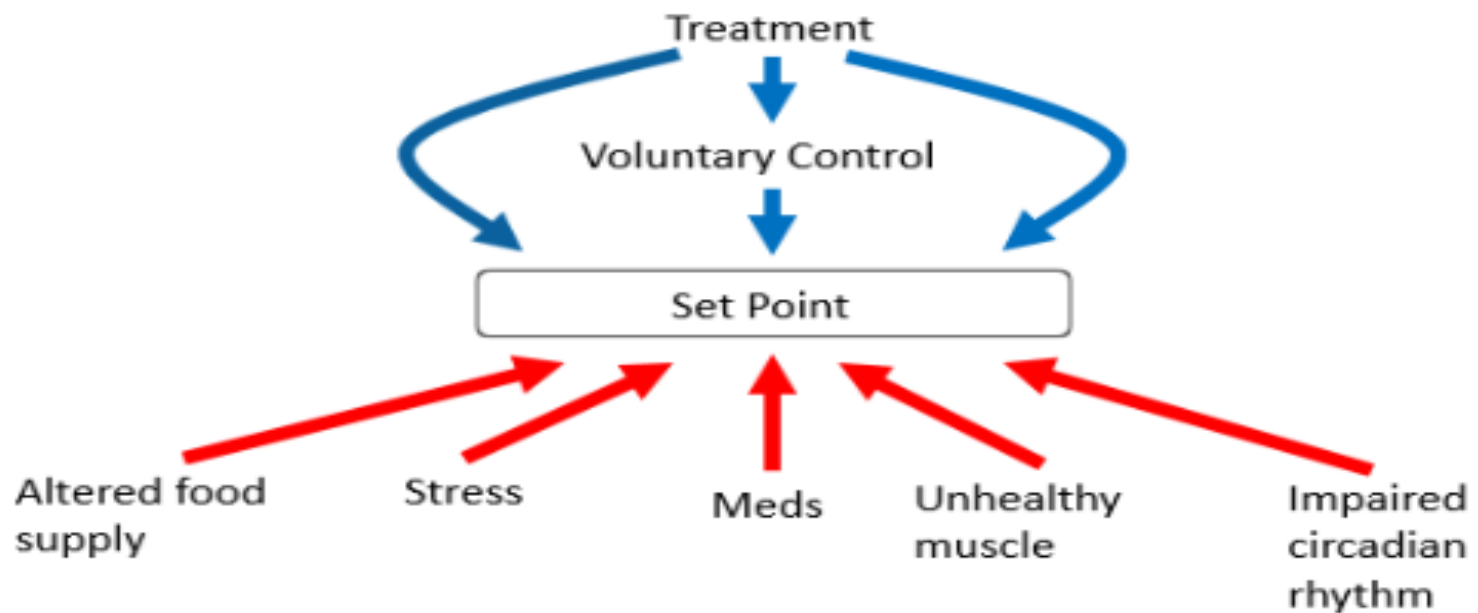 Treatment
Voluntary Control
Set Point
Altered food
supply
Stress
Meds
Unhealthy
muscle
Impaired
circadian
rhythm